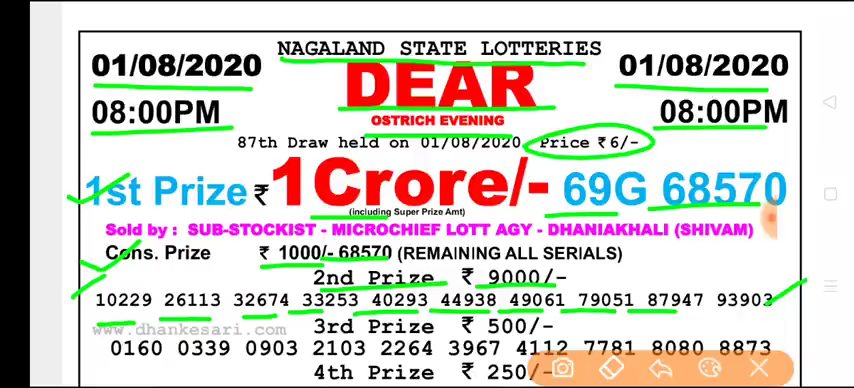 NAGALAND STATE LOTTERIES
01/08/2020 DEAR 01/08/2020
08:00PM OSTRICH EVENING 08:00PM
87th Draw held on 01/08/2020 Price ₹ 6/-
1st Prize ₹ 1Crore/- 69G 68570
(including Super Prize Amt)
Sold by : SUB-STOCKIST - MICROCHIEF LOTT AGY - DHANIAKHALI (SHIVAM)
Cons. Prize ₹ 1000/- 68570 (REMAINING ALL SERIALS)
2nd Prize ₹ 9000/-
10229 26113 32674 33253 40293 44938 49061 79051 87947 93903
www.dhankesari.com
3rd Prize ₹ 500/-
0160 0339 0903 2103 2264 3967 4112 7781 8080 8873
4th Prize ₹ 250/-